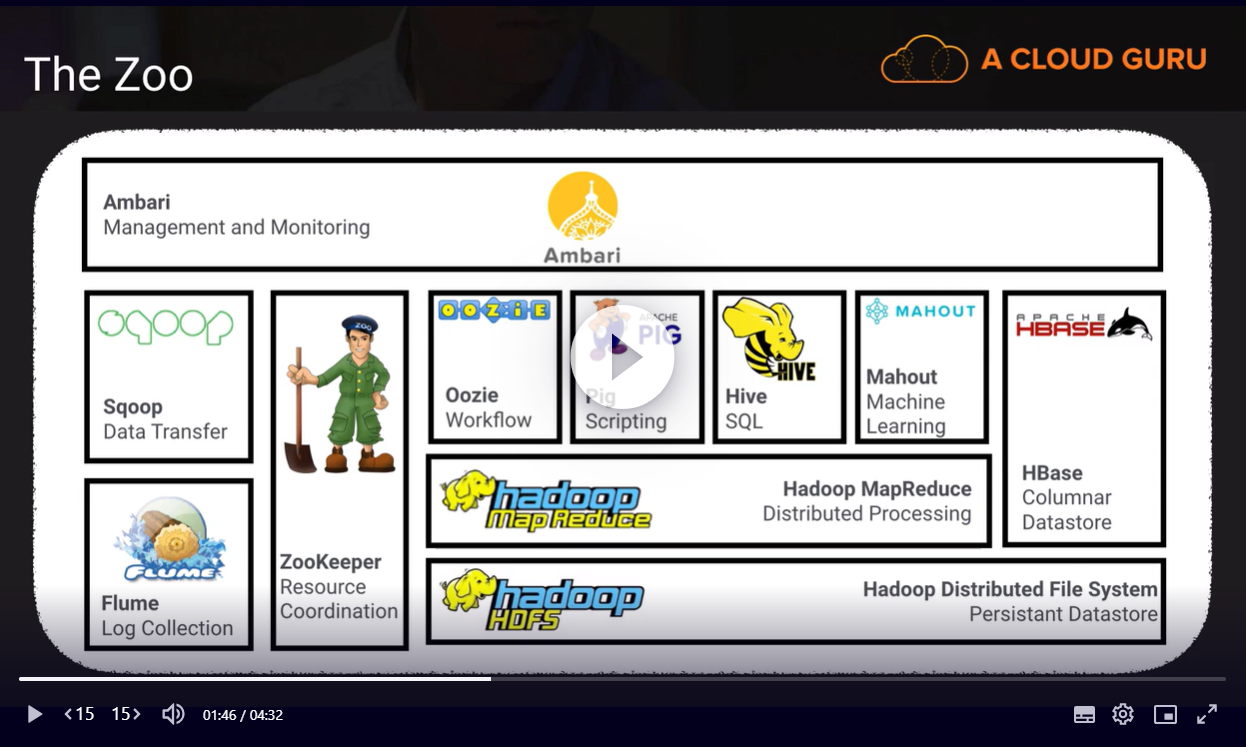 The Zoo
A CLOUD GURU
Ambari
Management and Monitoring
Ambari
sqoop
Sqoop
Data Transfer
FLUME
Flume
Log Collection
ZOO
ZooKeeper
Resource
Coordination
OOZIE
Oozie
Workflow
APACHE
PIG
Pig
Scripting
HIVE
Hive
SQL
MAHOUT
Mahout
Machine
Learning
APACHE
HBASE
HBase
Columnar
Datastore
hadoop
MapReduce
Hadoop MapReduce
Distributed Processing
hadoop
HDFS
Hadoop Distributed File System
Persistant Datastore
15
15
01:46 / 04:32